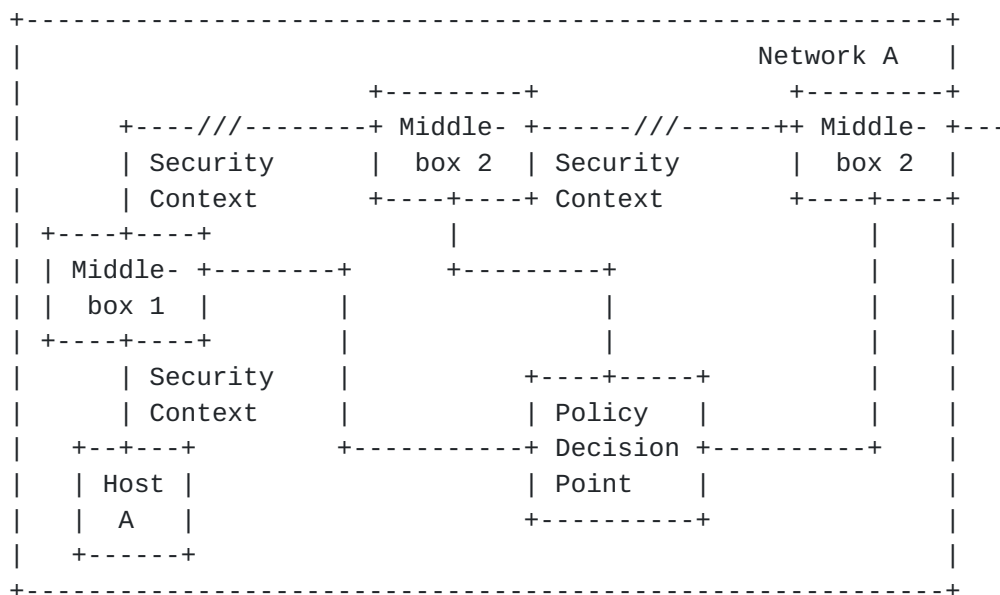 +-----------------------------------------------------------+
|                                               Network A   |
|                      +---------+                +---------+
|      +----///--------+ Middle- +------///------++ Middle- +---
|      | Security      |  box 2  | Security       |  box 2  |
|      | Context       +----+----+ Context        +----+----+
| +----+----+               |                          |    |
| | Middle- +--------+      +---------+                |    |
| |  box 1  |        |                |                |    |
| +----+----+        |                |                |    |
|      | Security    |           +----+-----+          |    |
|      | Context     |           | Policy   |          |    |
|   +--+---+         +-----------+ Decision +----------+    |
|   | Host |                     | Point    |               |
|   |  A   |                     +----------+               |
|   +------+                                                |
+-----------------------------------------------------------+